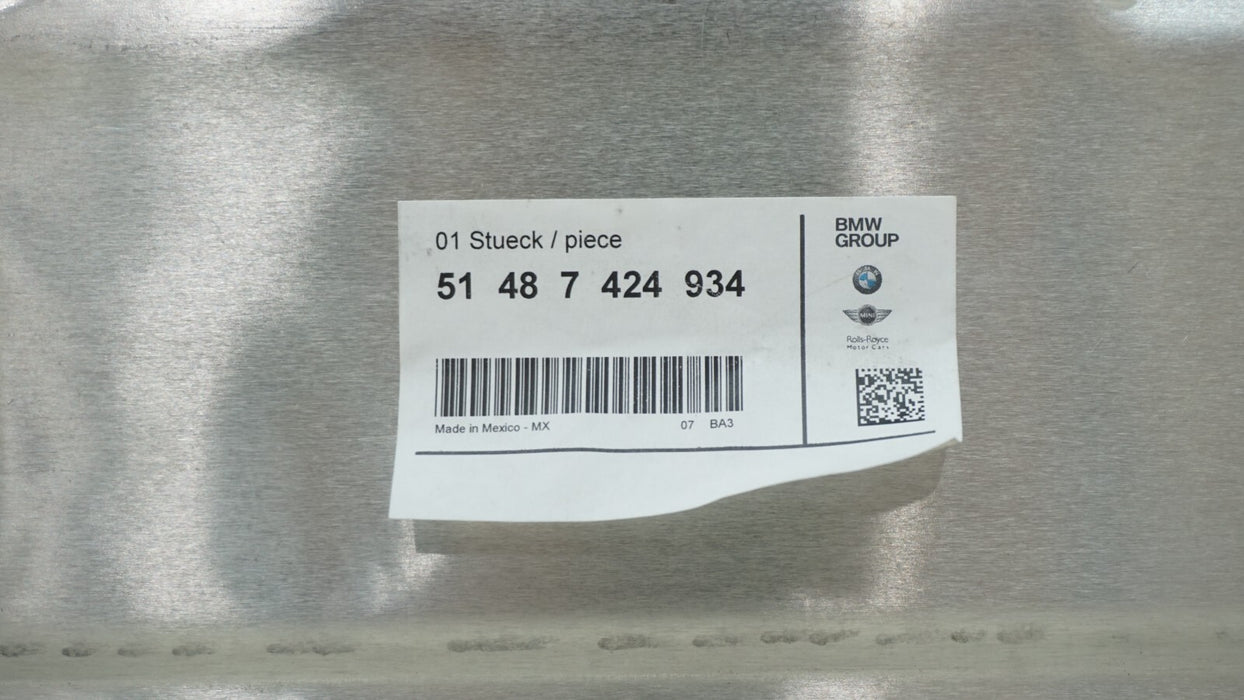 01 Stueck / piece
51 48 7 424 934
Made in Mexico - MX
07 BA3
BMW
GROUP
MINI
Rolls-Royce
Motor Cars